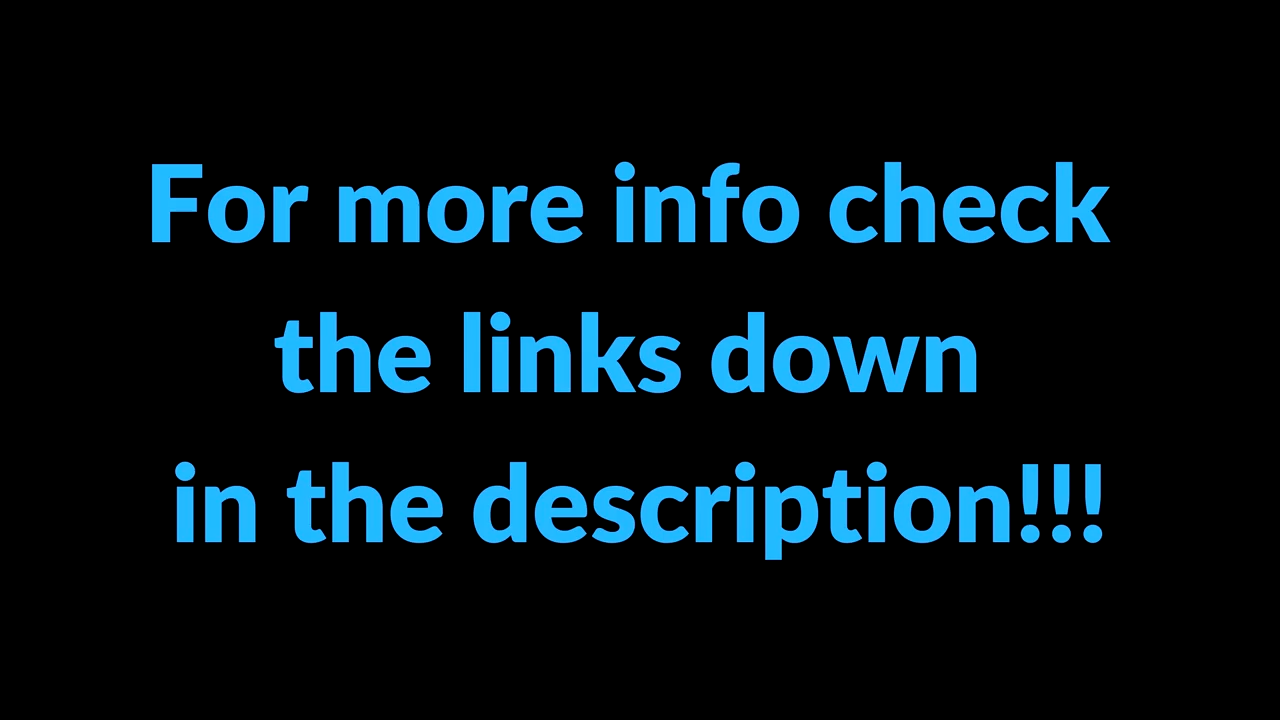 For more info check
the links down
in the description!!!